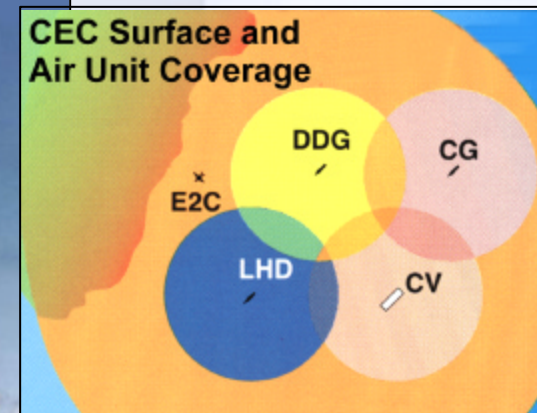 CEC Surface and
Air Unit Coverage
DDG
CG
E2C
LHD
CV